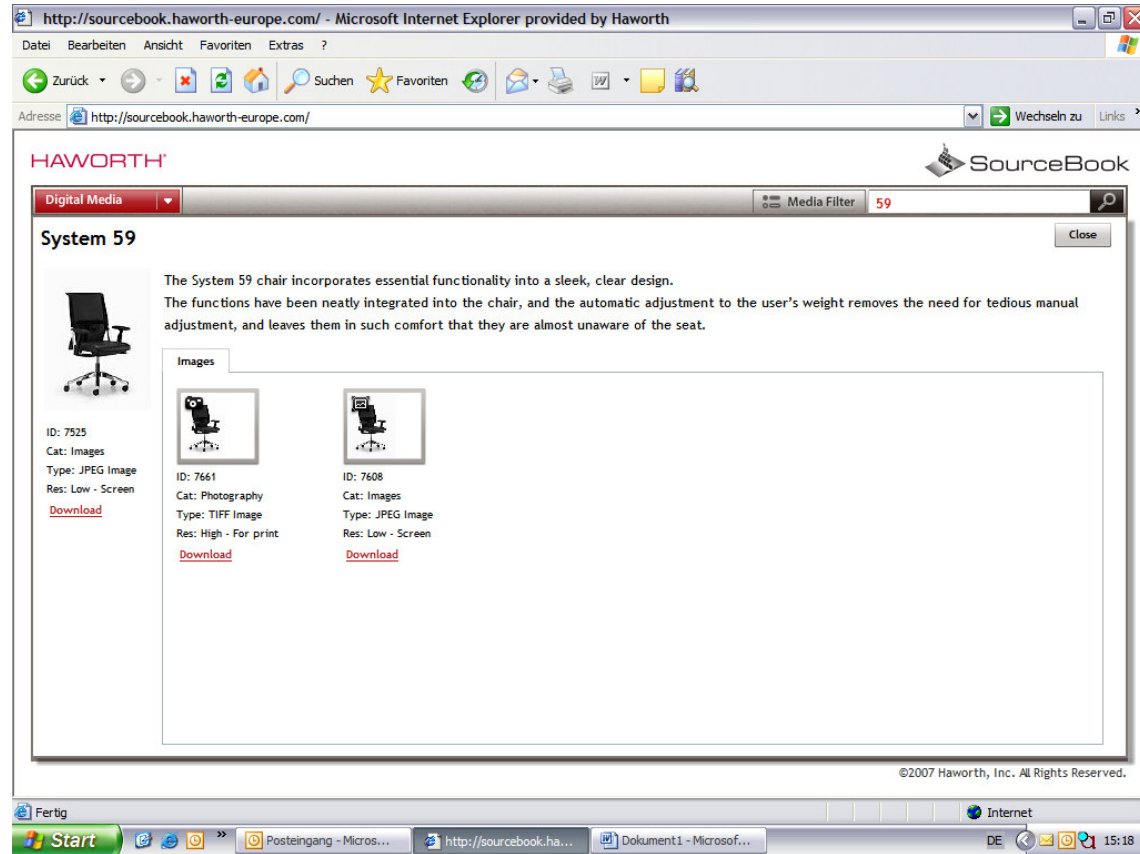 http://sourcebook.haworth-europe.com/ - Microsoft Internet Explorer provided by Haworth
Datei Bearbeiten Ansicht Favoriten Extras ?
Zurück Suchen Favoriten
Adresse http://sourcebook.haworth-europe.com/ Wechseln zu Links »
HAWORTH® SourceBook
Digital Media Media Filter 59
System 59 Close
The System 59 chair incorporates essential functionality into a sleek, clear design.
The functions have been neatly integrated into the chair, and the automatic adjustment to the user's weight removes the need for tedious manual
adjustment, and leaves them in such comfort that they are almost unaware of the seat.
Images
ID: 7525
Cat: Images
Type: JPEG Image
Res: Low - Screen
Download
ID: 7661
Cat: Photography
Type: TIFF Image
Res: High - For print
Download
ID: 7608
Cat: Images
Type: JPEG Image
Res: Low - Screen
Download
©2007 Haworth, Inc. All Rights Reserved.
Fertig Internet
Start » Posteingang - Micros... http://sourcebook.ha... Dokument1 - Microsof... DE 15:18